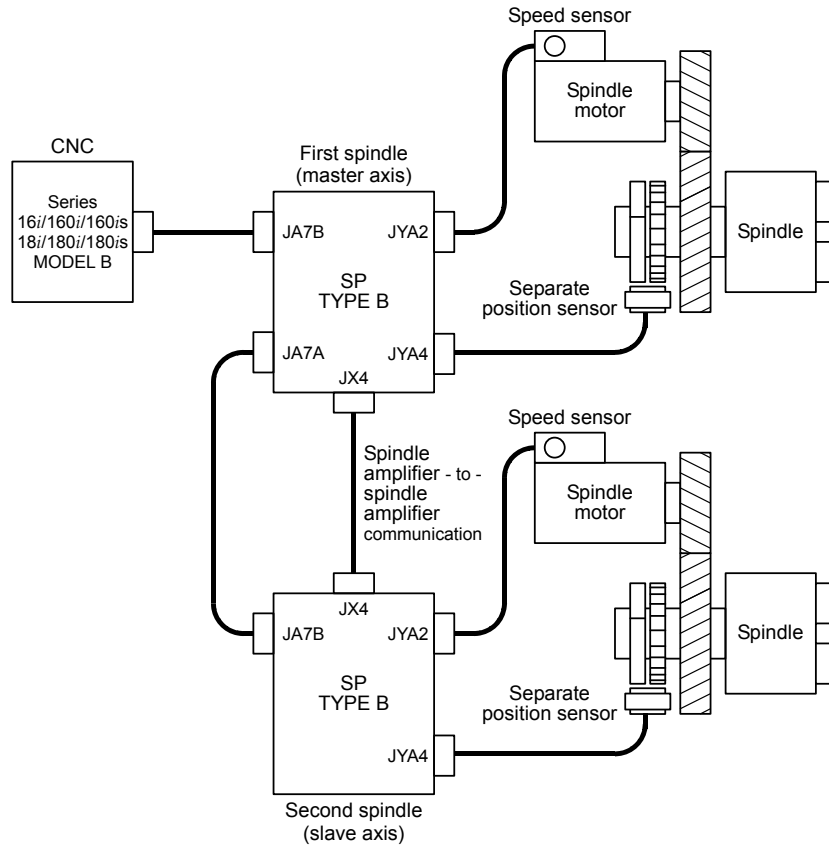 Speed sensor
Spindle
motor
CNC
Series
16i/160i/160is
18i/180i/180is
MODEL B
First spindle
(master axis)
JA7B
JYA2
SP
TYPE B
JA7A
JYA4
JX4
Separate
position sensor
Spindle
Speed sensor
Spindle
motor
Spindle
amplifier - to -
spindle
amplifier
communication
JX4
JA7B
JYA2
SP
TYPE B
JYA4
Separate
position sensor
Spindle
Second spindle
(slave axis)